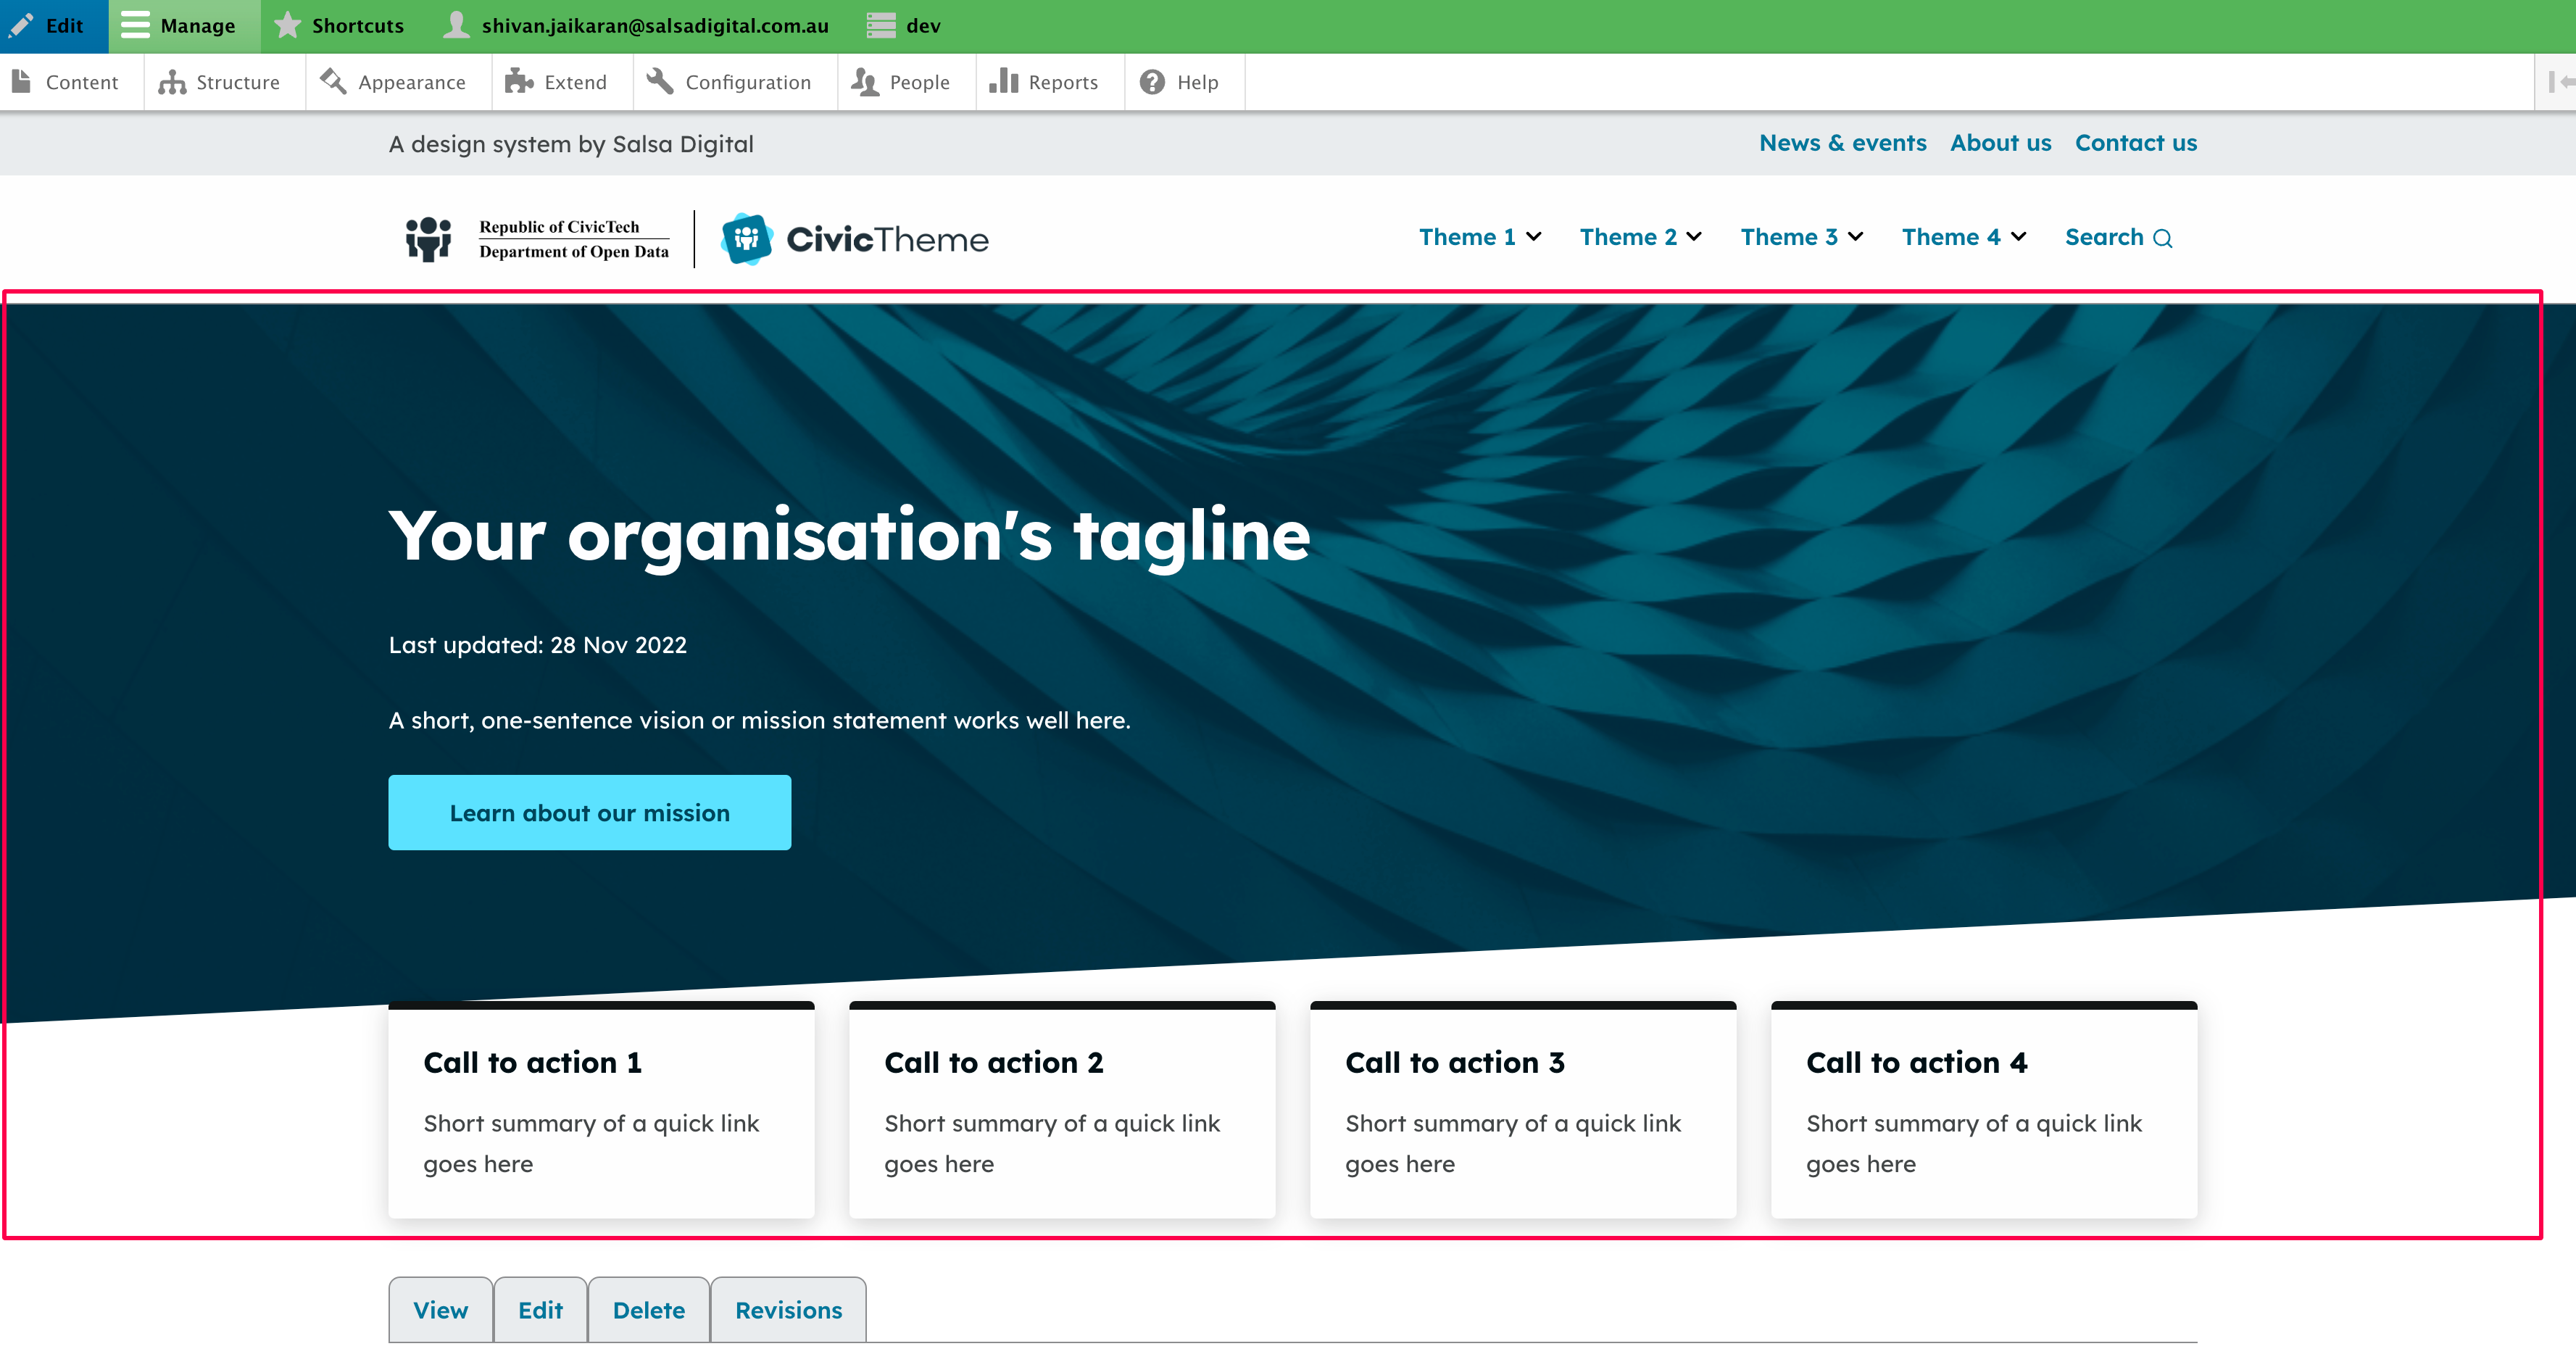 Edit Manage Shortcuts shivan.jaikaran@salsadigital.com.au dev
Content Structure Appearance Extend Configuration People Reports Help
A design system by Salsa Digital News & events About us Contact us
Republic of CivicTech
Department of Open Data
CivicTheme
Theme 1 Theme 2 Theme 3 Theme 4 Search
Your organisation's tagline
Last updated: 28 Nov 2022
A short, one-sentence vision or mission statement works well here.
Learn about our mission
Call to action 1
Short summary of a quick link
goes here
Call to action 2
Short summary of a quick link
goes here
Call to action 3
Short summary of a quick link
goes here
Call to action 4
Short summary of a quick link
goes here
View Edit Delete Revisions